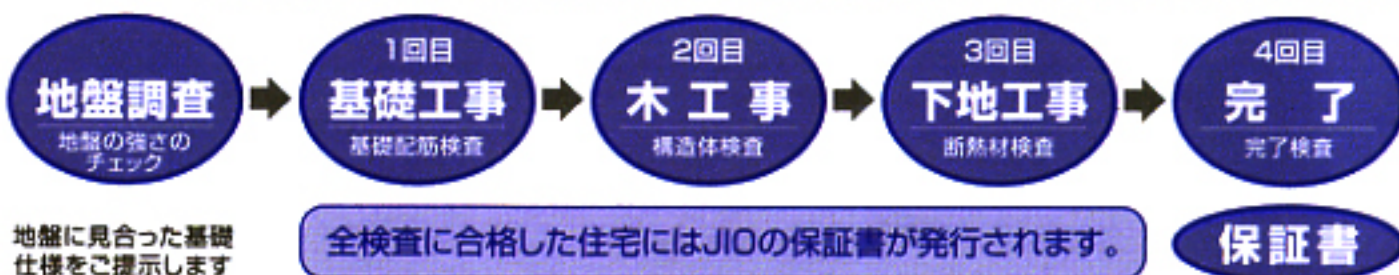 地盤調査
地盤の強さの
チェック
1回目
基礎工事
基礎配筋検査
2回目
木工事
構造体検査
3回目
下地工事
断熱材検査
4回目
完了
完了検査
地盤に見合った基礎
仕様をご提示します
全検査に合格した住宅にはJIOの保証書が発行されます。
保証書